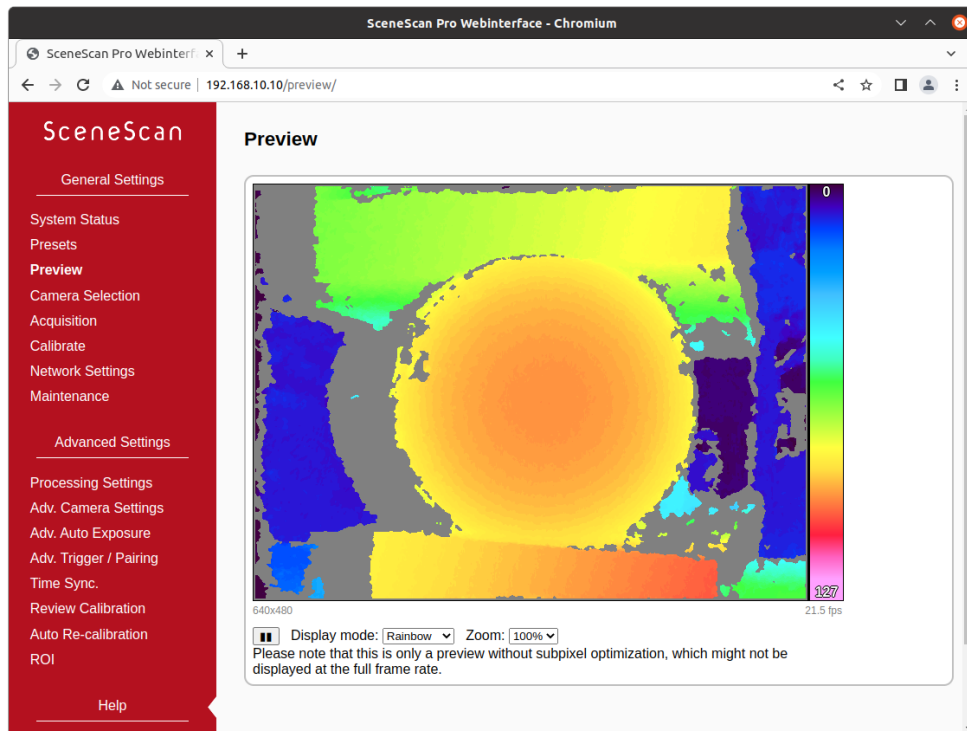 SceneScan Pro Webinterface - Chromium
SceneScan Pro Webinterf
192.168.10.10/preview/
Not secure
SceneScan
General Settings
System Status
Presets
Preview
Camera Selection
Acquisition
Calibrate
Network Settings
Maintenance
Advanced Settings
Processing Settings
Adv. Camera Settings
Adv. Auto Exposure
Adv. Trigger / Pairing
Time Sync.
Review Calibration
Auto Re-calibration
ROI
Help
Preview
0
127
640x480 21.5 fps
Display mode: Rainbow Zoom: 100%
Please note that this is only a preview without subpixel optimization, which might not be
displayed at the full frame rate.